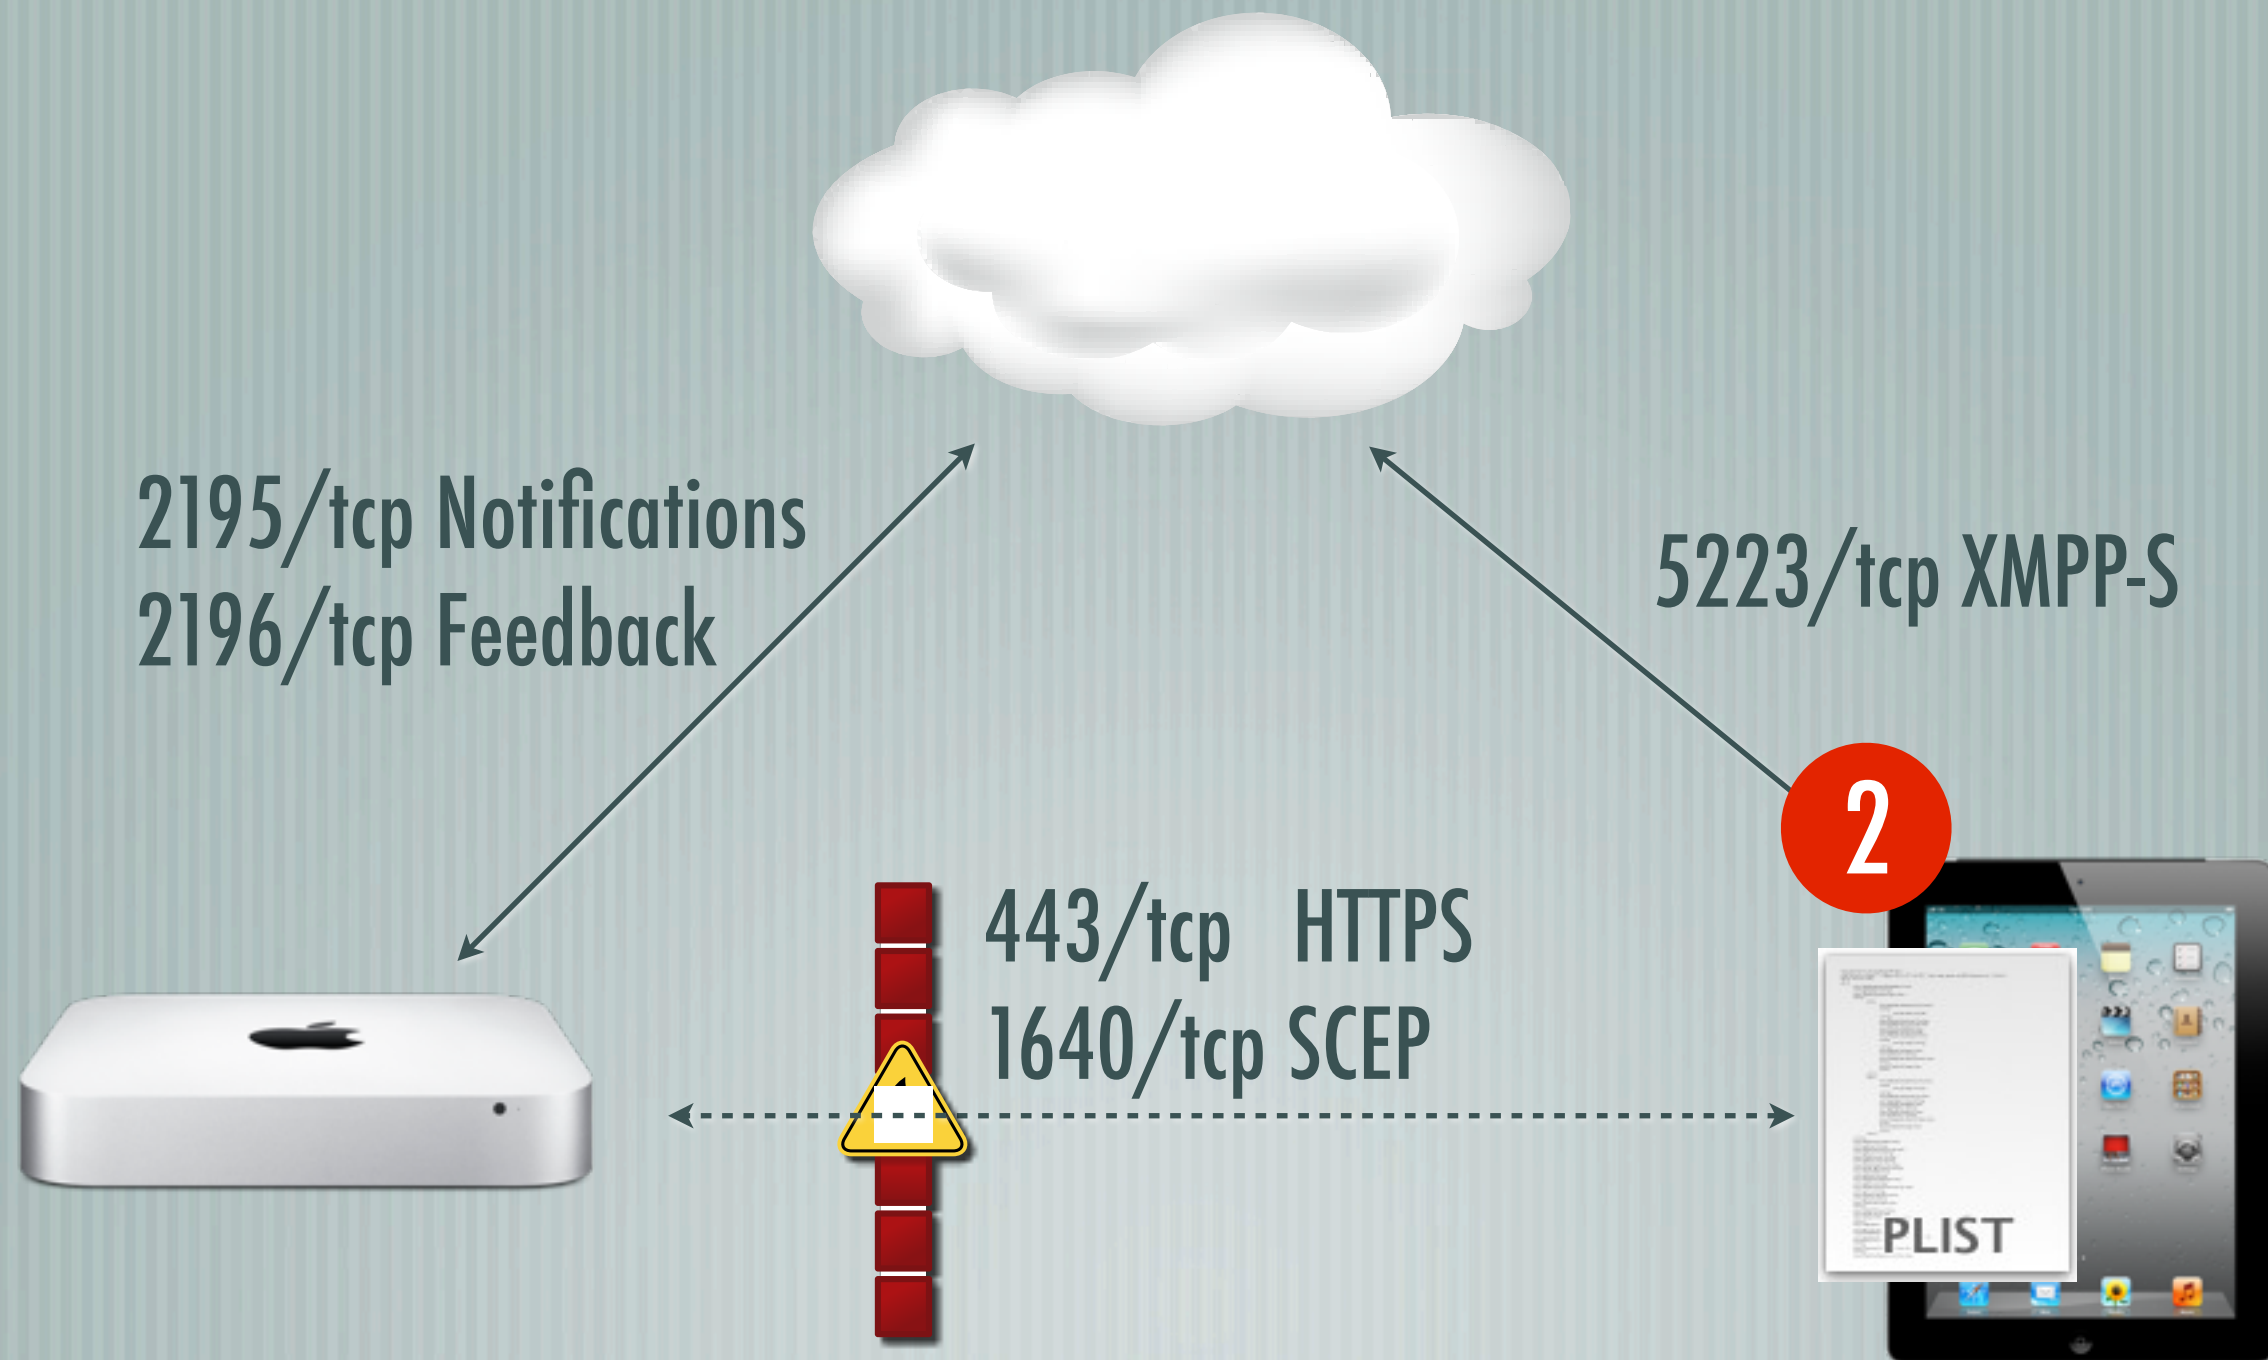 2195/tcp Notifications
2196/tcp Feedback
5223/tcp XMPP-S
2
443/tcp HTTPS
1640/tcp SCEP
PLIST